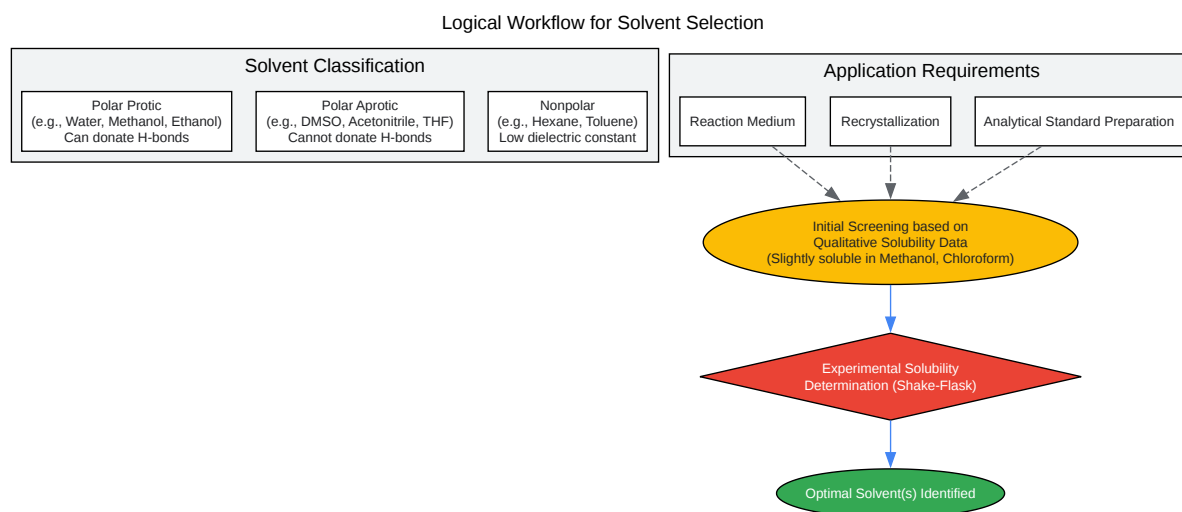 Logical Workflow for Solvent Selection
Solvent Classification
Polar Protic
(e.g., Water, Methanol, Ethanol)
Can donate H-bonds
Polar Aprotic
(e.g., DMSO, Acetonitrile, THF)
Cannot donate H-bonds
Nonpolar
(e.g., Hexane, Toluene)
Low dielectric constant
Application Requirements
Reaction Medium
Recrystallization
Analytical Standard Preparation
Initial Screening based on
Qualitative Solubility Data
(Slightly soluble in Methanol, Chloroform)
Experimental Solubility
Determination (Shake-Flask)
Optimal Solvent(s) Identified